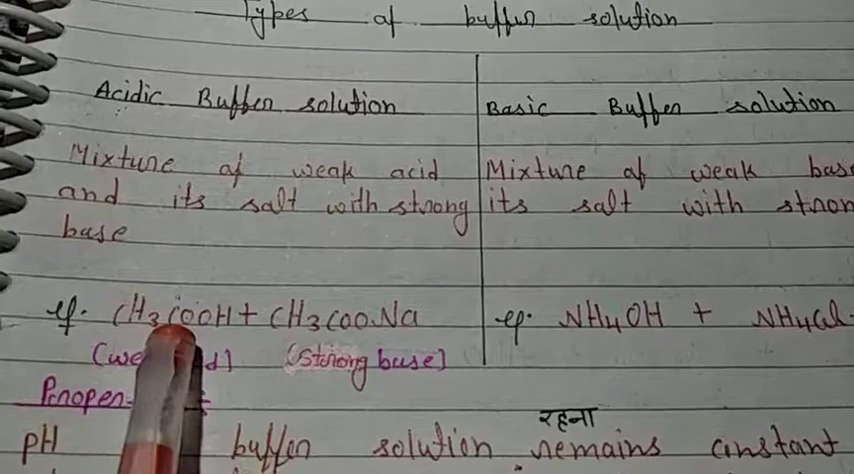 Types of buffer solution
Acidic Buffer solution
Mixture of weak acid
and its salt with strong
base
eg. CH3COOH + CH3COONa
(Strong base)
Basic Buffer solution
Mixture of weak
its salt with
eg. NH4OH + NH4Cl
रहना
pH buffer solution remains constant